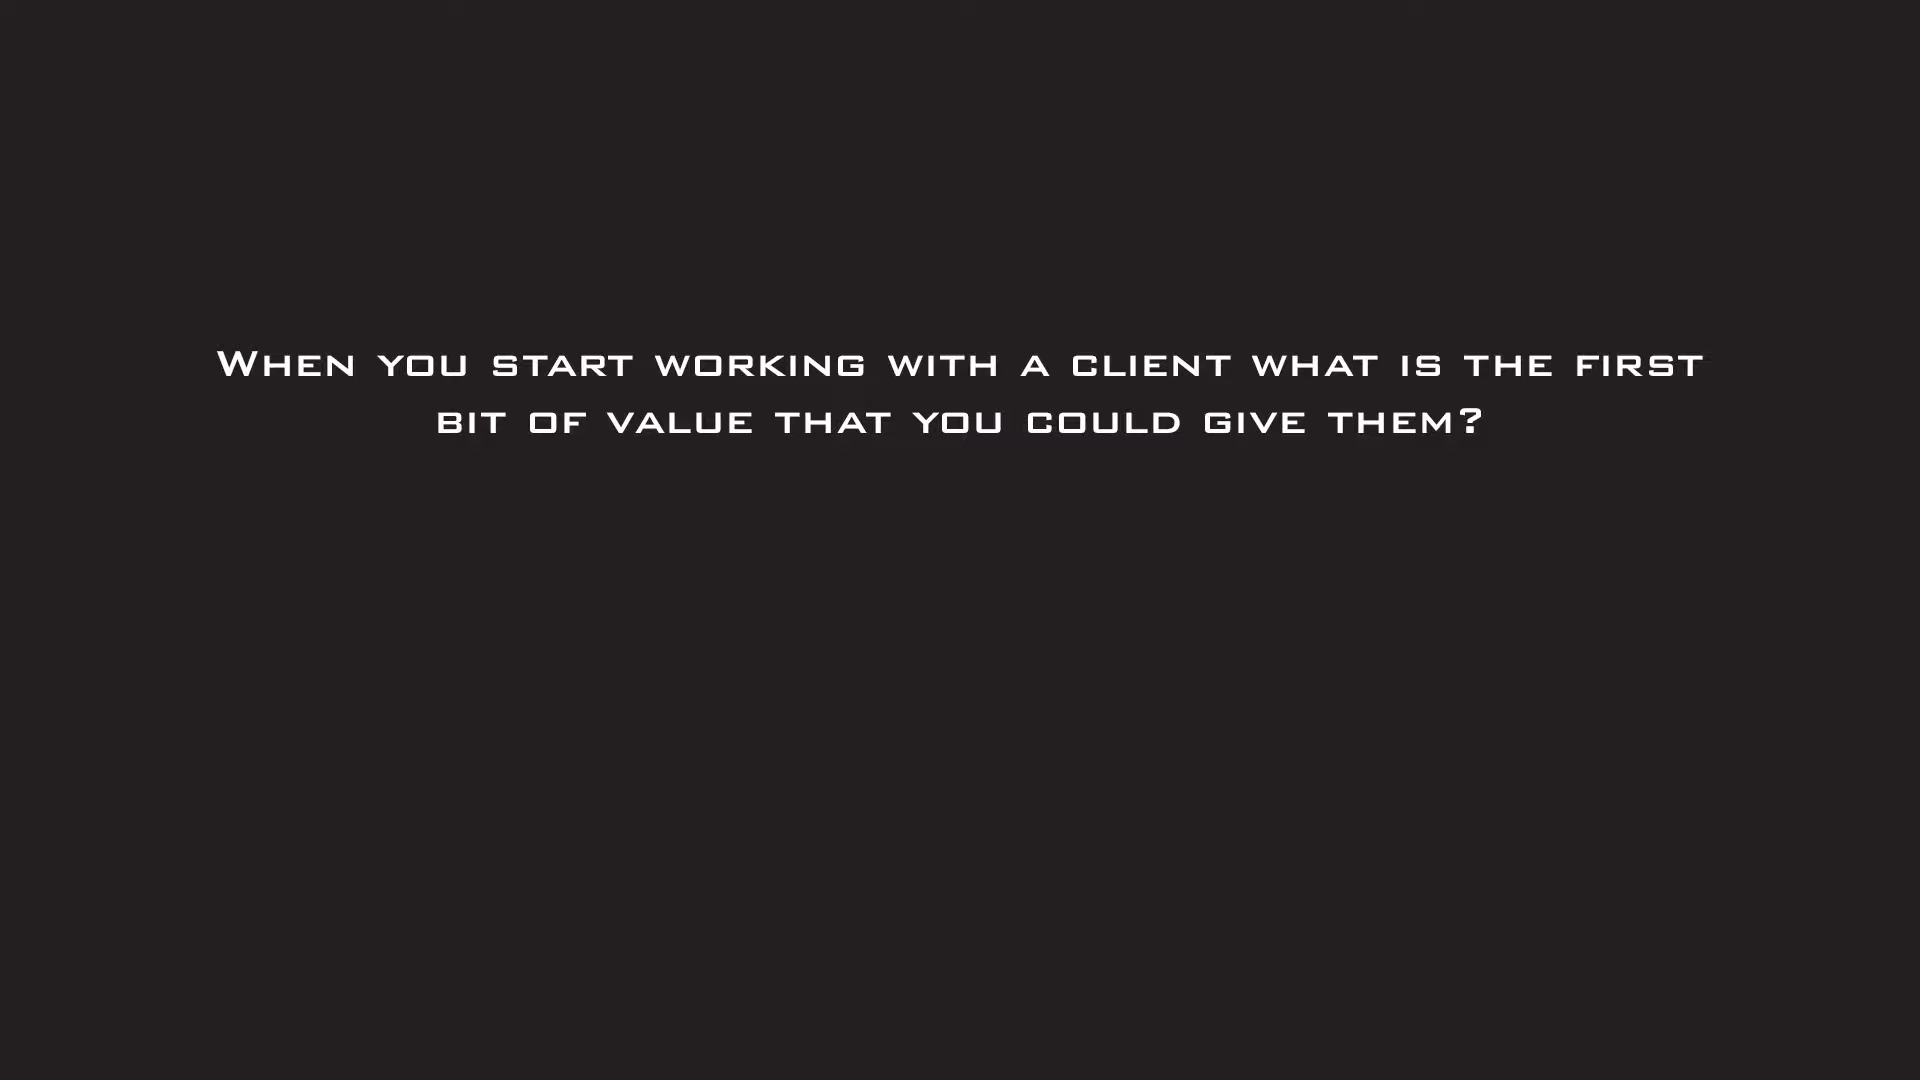 When you start working with a client what is the first
bit of value that you could give them?